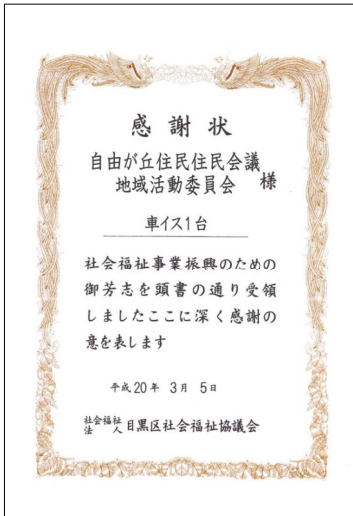 感謝状
自由が丘住民住民会議
地域活動委員会 様
車イス1台
社会福祉事業振興のための
御芳志を頭書の通り受領
しましたここに深く感謝の
意を表します
平成20年 3月 5日
社会福祉法人 目黒区社会福祉協議会